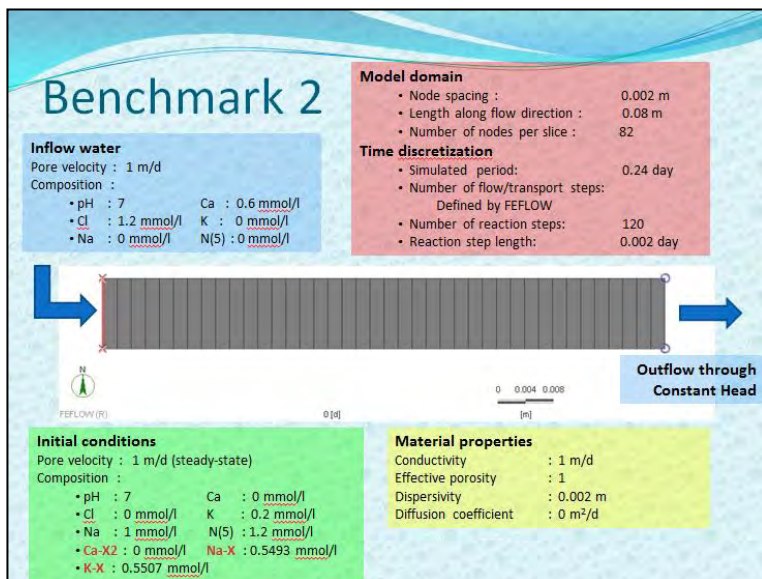 Benchmark 2
Inflow water
Pore velocity : 1 m/d
Composition :
• pH : 7 Ca : 0.6 mmol/l
• Cl : 1.2 mmol/l K : 0 mmol/l
• Na : 0 mmol/l N(5) : 0 mmol/l
Model domain
• Node spacing : 0.002 m
• Length along flow direction : 0.08 m
• Number of nodes per slice : 82
Time discretization
• Simulated period: 0.24 day
• Number of flow/transport steps:
Defined by FEFLOW
• Number of reaction steps: 120
• Reaction step length: 0.002 day
N
FEFLOW (R)
0 [d]
0 0.004 0.008
[m]
Outflow through
Constant Head
Initial conditions
Pore velocity : 1 m/d (steady-state)
Composition :
• pH : 7 Ca : 0 mmol/l
• Cl : 0 mmol/l K : 0.2 mmol/l
• Na : 1 mmol/l N(5) : 1.2 mmol/l
• Ca-X2 : 0 mmol/l Na-X : 0.5493 mmol/l
• K-X : 0.5507 mmol/l
Material properties
Conductivity : 1 m/d
Effective porosity : 1
Dispersivity : 0.002 m
Diffusion coefficient : 0 m²/d